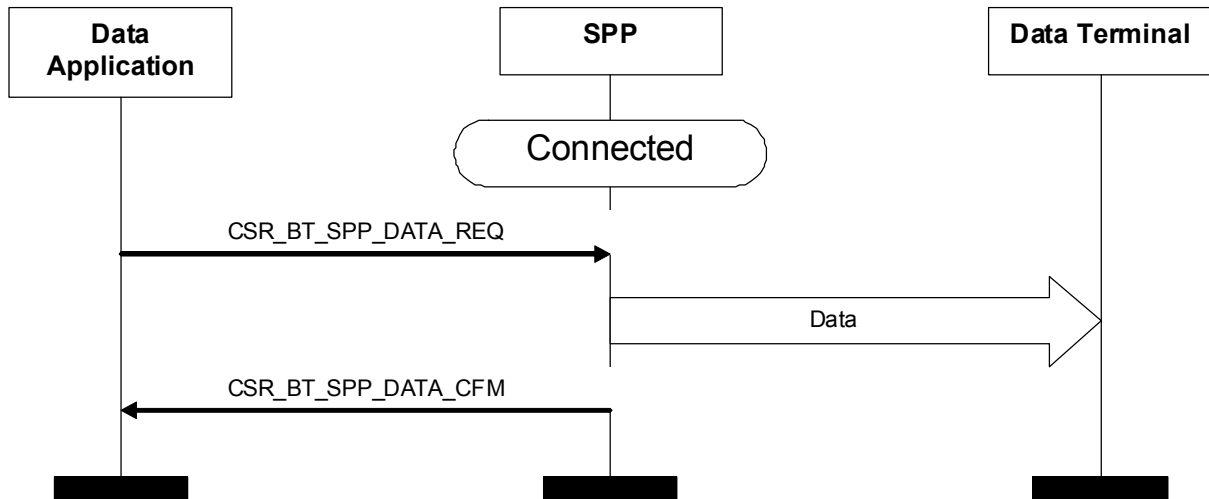 Data
Application
SPP
Data Terminal
Connected
CSR_BT_SPP_DATA_REQ
Data
CSR_BT_SPP_DATA_CFM